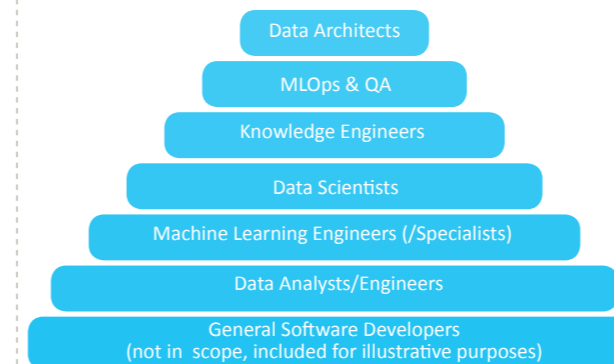 Data Architects
MLOps & QA
Knowledge Engineers
Data Scientists
Machine Learning Engineers (/Specialists)
Data Analysts/Engineers
General Software Developers
(not in scope, included for illustrative purposes)